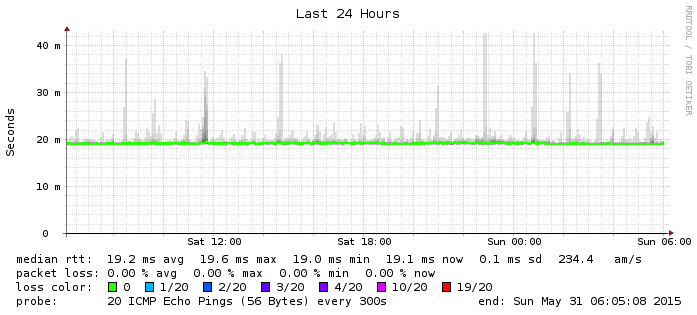 Last 24 Hours
RRDTOOL / TOBI OETIKER
Seconds
40 m
30 m
20 m
10 m
0
Sat 12:00 Sat 18:00 Sun 00:00 Sun 06:00
median rtt: 19.2 ms avg 19.6 ms max 19.0 ms min 19.1 ms now 0.1 ms sd 234.4 am/s
packet loss: 0.00 % avg 0.00 % max 0.00 % min 0.00 % now
loss color: 0 1/20 2/20 3/20 4/20 10/20 19/20
probe: 20 ICMP Echo Pings (56 Bytes) every 300s end: Sun May 31 06:05:08 2015